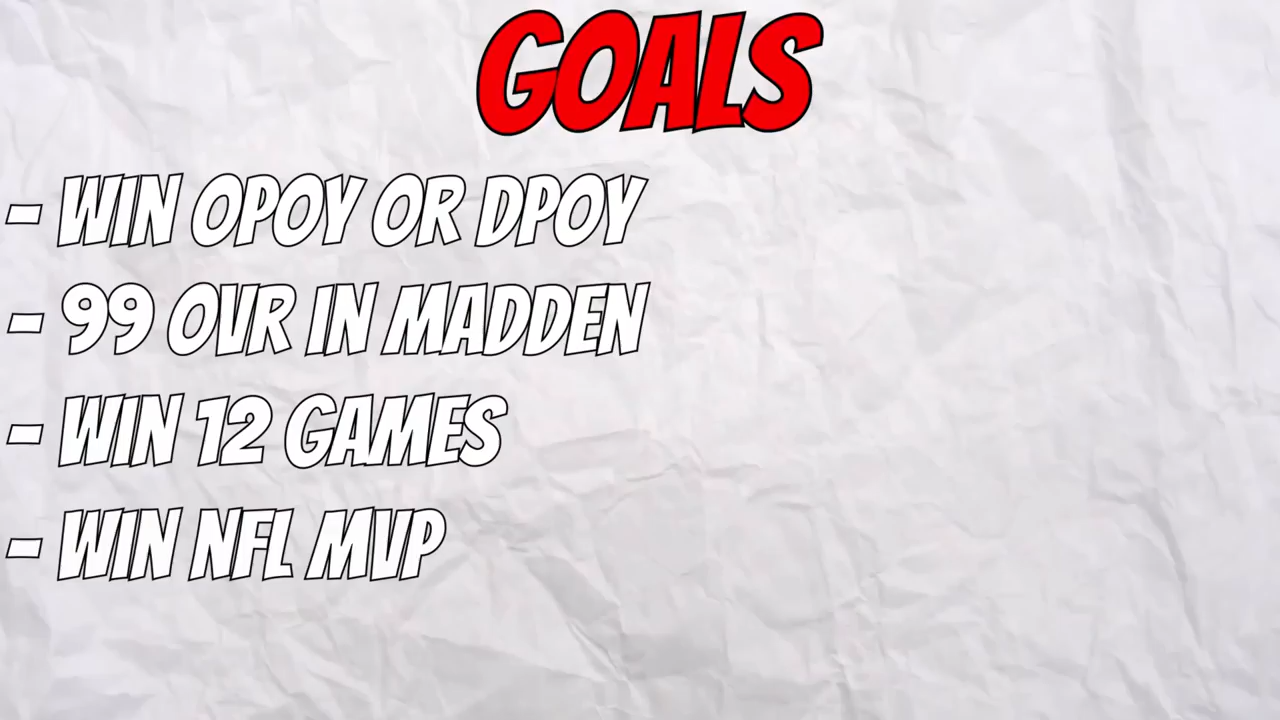 GOALS
- WIN OPOY OR DPOY
- 99 OVR IN MADDEN
- WIN 12 GAMES
- WIN NFL MVP